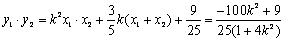 y₁ · y₂ = k²x₁ · x₂ + 3/5 k(x₁ + x₂) + 9/25 = (−100k² + 9)/(25(1 + 4k²))